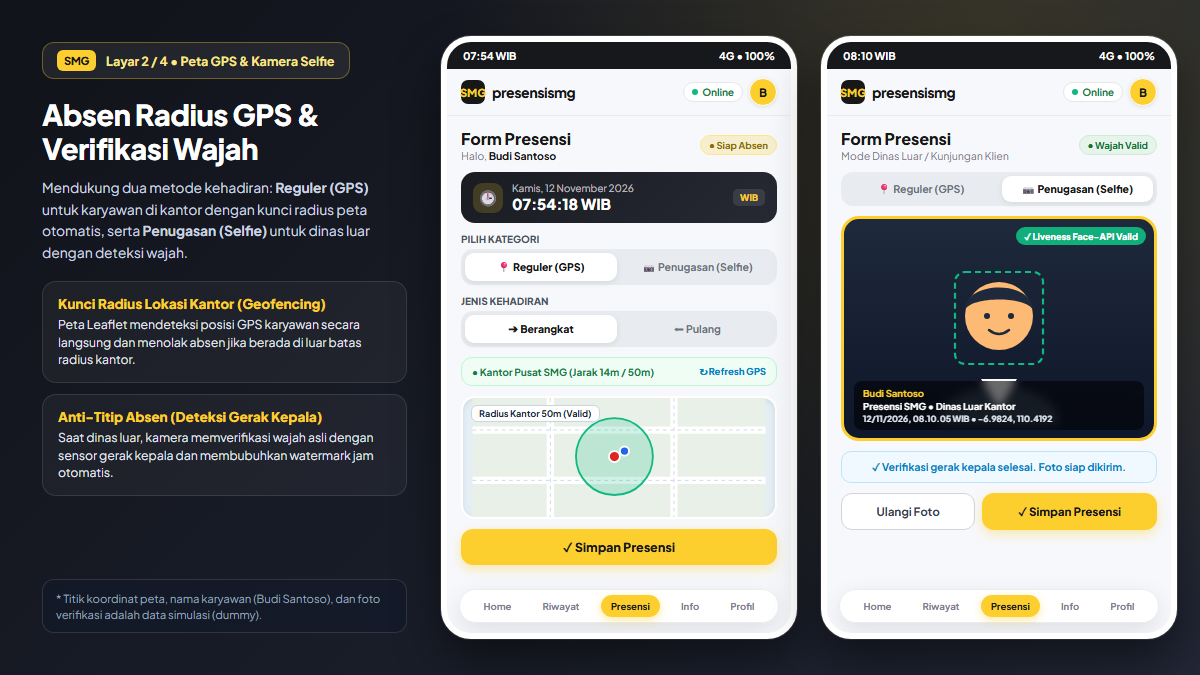 SMG Layar 2 / 4 • Peta GPS & Kamera Selfie
Absen Radius GPS &
Verifikasi Wajah
Mendukung dua metode kehadiran: Reguler (GPS)
untuk karyawan di kantor dengan kunci radius peta
otomatis, serta Penugasan (Selfie) untuk dinas luar
dengan deteksi wajah.
Kunci Radius Lokasi Kantor (Geofencing)
Peta Leaflet mendeteksi posisi GPS karyawan secara
langsung dan menolak absen jika berada di luar batas
radius kantor.
Anti-Titip Absen (Deteksi Gerak Kepala)
Saat dinas luar, kamera memverifikasi wajah asli dengan
sensor gerak kepala dan membubuhkan watermark jam
otomatis.
* Titik koordinat peta, nama karyawan (Budi Santoso), dan foto
verifikasi adalah data simulasi (dummy).
07:54 WIB 4G • 100%
SMG presensismg • Online B
Form Presensi
Halo, Budi Santoso
• Siap Absen
Kamis, 12 November 2026
07:54:18 WIB
WIB
PILIH KATEGORI
📍 Reguler (GPS) 📷 Penugasan (Selfie)
JENIS KEHADIRAN
➔ Berangkat ⬅ Pulang
• Kantor Pusat SMG (Jarak 14m / 50m) ↻ Refresh GPS
Radius Kantor 50m (Valid)
✓ Simpan Presensi
Home Riwayat Presensi Info Profil
08:10 WIB 4G • 100%
SMG presensismg • Online B
Form Presensi
Mode Dinas Luar / Kunjungan Klien
• Wajah Valid
📍 Reguler (GPS) 📷 Penugasan (Selfie)
✓ Liveness Face-API Valid
Budi Santoso
Presensi SMG • Dinas Luar Kantor
12/11/2026, 08.10.05 WIB • -6.9824, 110.4192
✓ Verifikasi gerak kepala selesai. Foto siap dikirim.
Ulangi Foto ✓ Simpan Presensi
Home Riwayat Presensi Info Profil